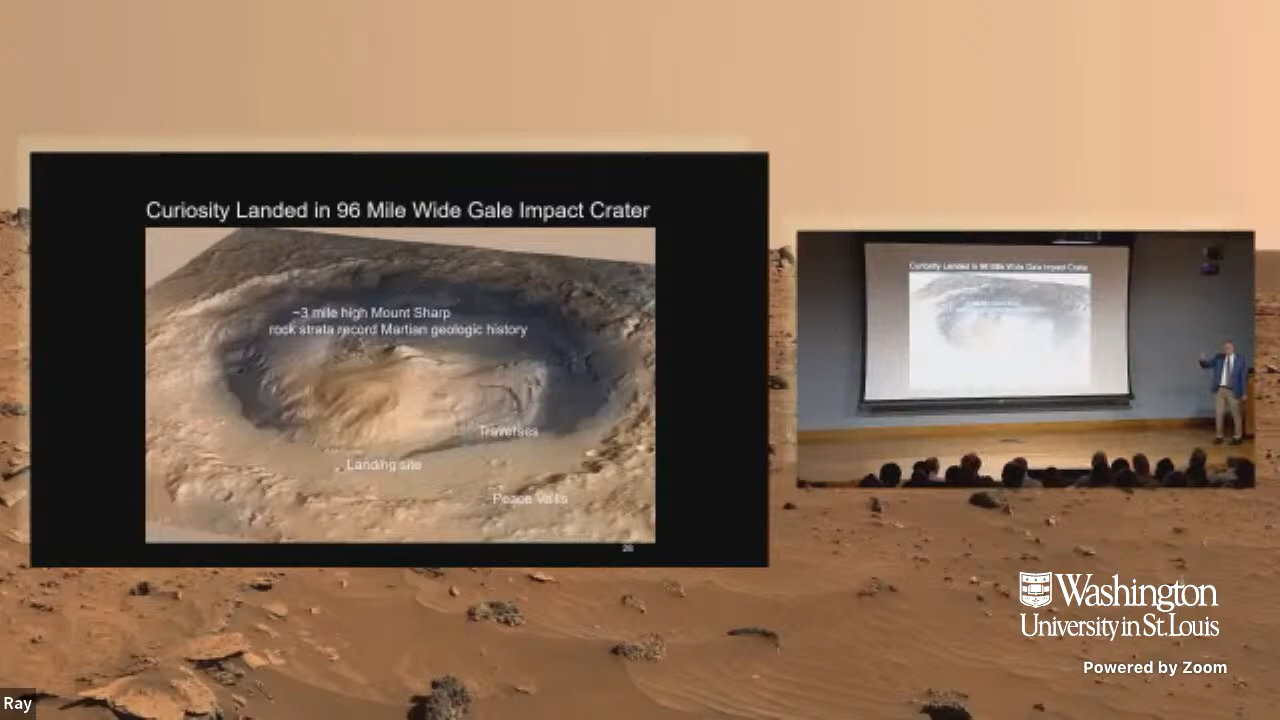 Curiosity Landed in 96 Mile Wide Gale Impact Crater
~3 mile high Mount Sharp
rock strata record Martian geologic history
Traverses
Landing site
Peace Vallis
26
Curiosity Landed in 96 Mile Wide Gale Impact Crater
Washington
University in St. Louis
Powered by Zoom
Ray